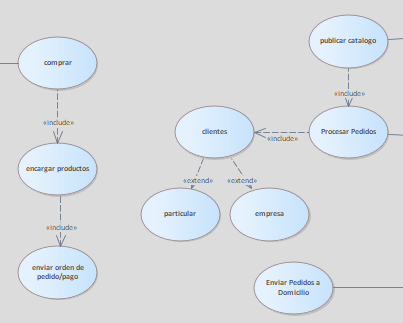 publicar catalogo
comprar
«include»
«include»
clientes
Procesar Pedidos
«include»
encargar productos
«extend»
«extend»
particular
empresa
«include»
enviar orden de
pedido/pago
Enviar Pedidos a
Domicilio